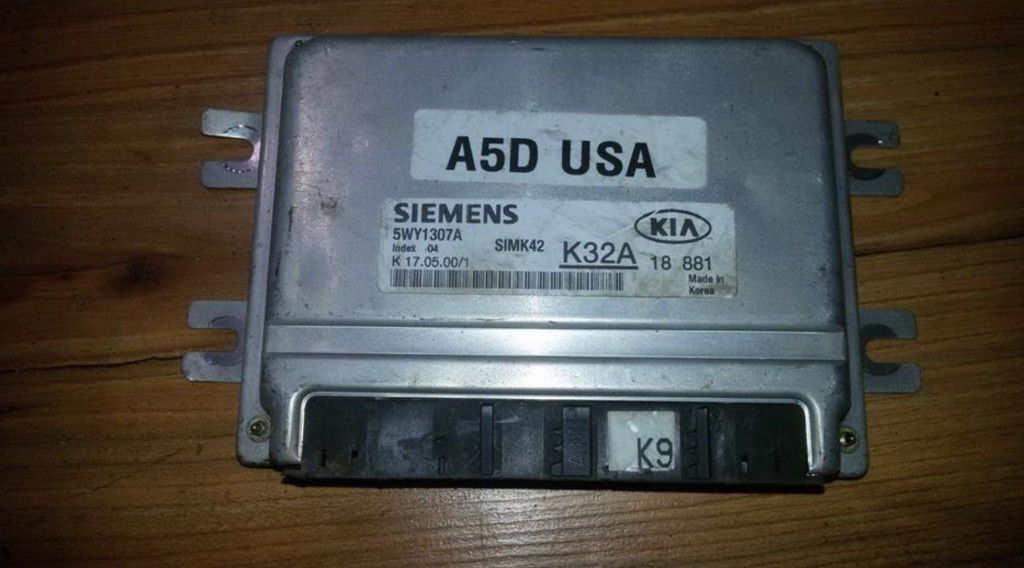 A5D USA
SIEMENS
5WY1307A
Index 04 SIMK42
K 17.05.00/1
K32A 18 881
KIA
Made in
Korea
K9